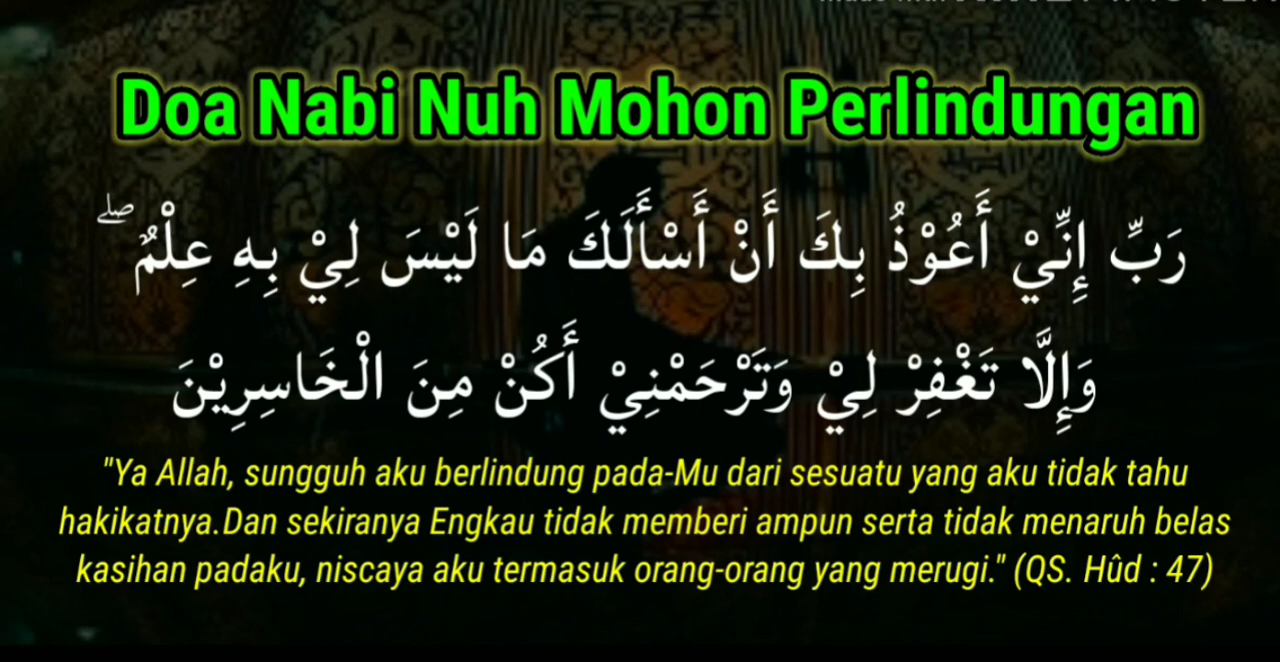 Doa Nabi Nuh Mohon Perlindungan
رَبِّ إِنِّيْ أَعُوْذُ بِكَ أَنْ أَسْأَلَكَ مَا لَيْسَ لِيْ بِهِ عِلْمٌ ۖ
وَإِلَّا تَغْفِرْ لِيْ وَتَرْحَمْنِيْ أَكُنْ مِنَ الْخَاسِرِيْنَ
"Ya Allah, sungguh aku berlindung pada-Mu dari sesuatu yang aku tidak tahu
hakikatnya.Dan sekiranya Engkau tidak memberi ampun serta tidak menaruh belas
kasihan padaku, niscaya aku termasuk orang-orang yang merugi." (QS. Hûd : 47)